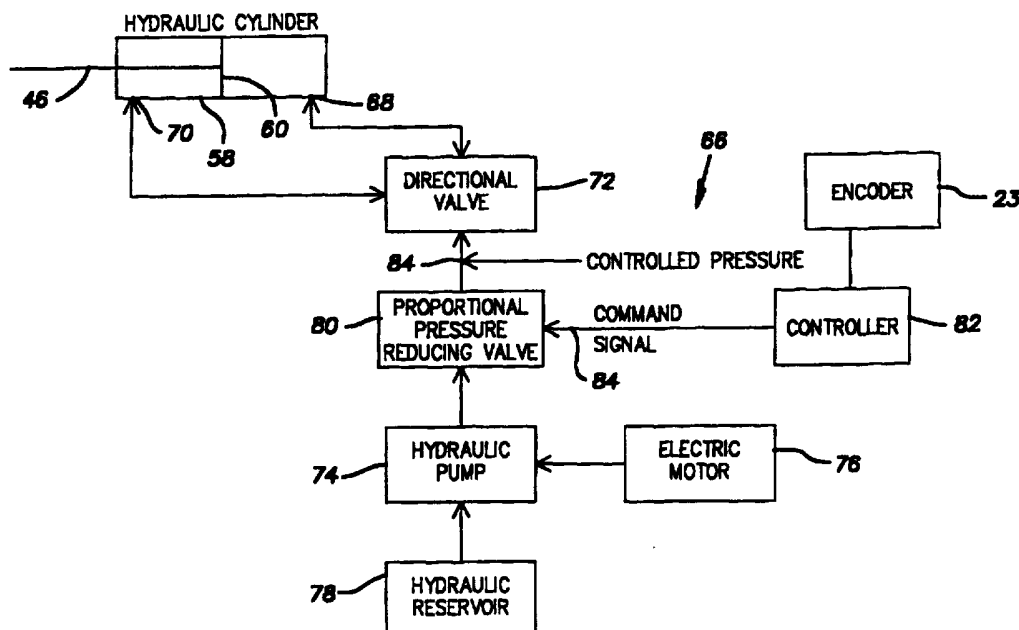 HYDRAULIC CYLINDER
46
70
58
60
68
DIRECTIONAL
VALVE
72
66
ENCODER
23
84
CONTROLLED PRESSURE
80
PROPORTIONAL
PRESSURE
REDUCING VALVE
COMMAND
SIGNAL
84
CONTROLLER
82
74
HYDRAULIC
PUMP
ELECTRIC
MOTOR
76
78
HYDRAULIC
RESERVOIR